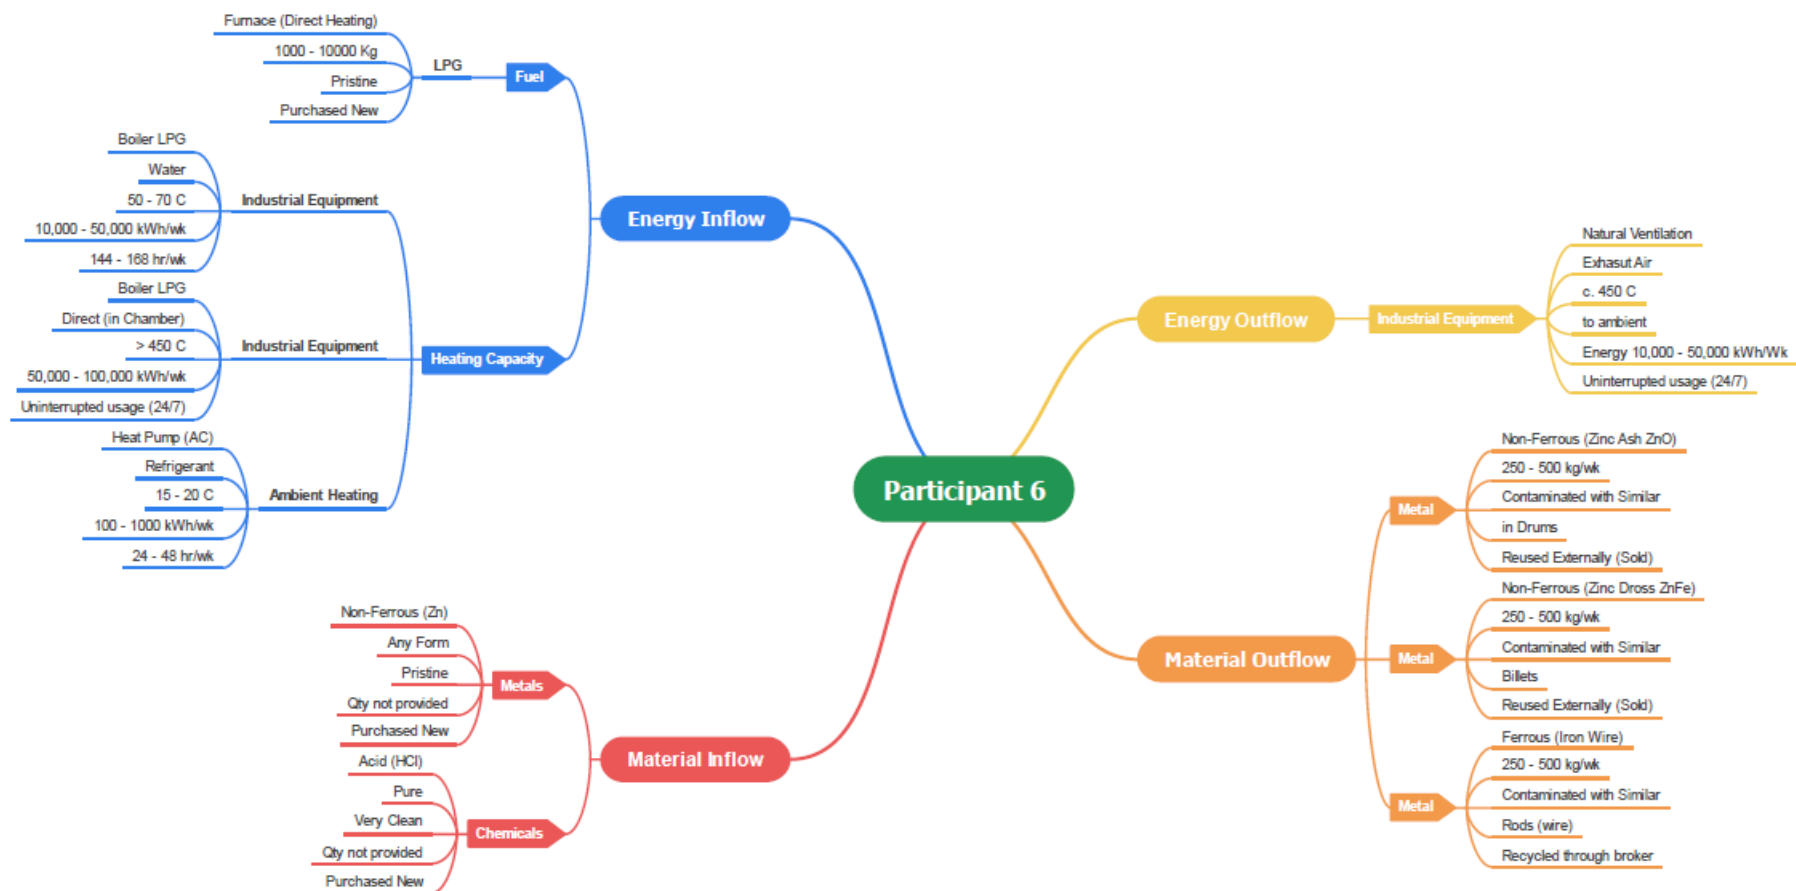 Furnace (Direct Heating)
1000 - 10000 Kg
Pristine
Purchased New
LPG
Fuel
Boiler LPG
Water
50 - 70 C
10,000 - 50,000 kWh/wk
144 - 168 hr/wk
Industrial Equipment
Boiler LPG
Direct (in Chamber)
> 450 C
50,000 - 100,000 kWh/wk
Uninterrupted usage (24/7)
Industrial Equipment
Heat Pump (AC)
Refrigerant
15 - 20 C
100 - 1000 kWh/wk
24 - 48 hr/wk
Ambient Heating
Heating Capacity
Energy Inflow
Non-Ferrous (Zn)
Any Form
Pristine
Qty not provided
Purchased New
Metals
Acid (HCl)
Pure
Very Clean
Qty not provided
Purchased New
Chemicals
Material Inflow
Participant 6
Energy Outflow
Industrial Equipment
Natural Ventilation
Exhasut Air
c. 450 C
to ambient
Energy 10,000 - 50,000 kWh/Wk
Uninterrupted usage (24/7)
Material Outflow
Metal
Non-Ferrous (Zinc Ash ZnO)
250 - 500 kg/wk
Contaminated with Similar
in Drums
Reused Externally (Sold)
Metal
Non-Ferrous (Zinc Dross ZnFe)
250 - 500 kg/wk
Contaminated with Similar
Billets
Reused Externally (Sold)
Metal
Ferrous (Iron Wire)
250 - 500 kg/wk
Contaminated with Similar
Rods (wire)
Recycled through broker